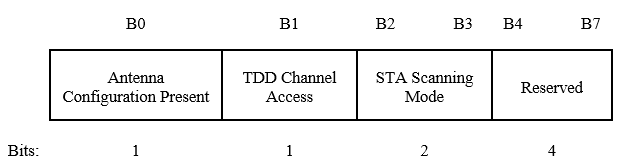 B0 B1 B2 B3 B4 B7
Antenna
Configuration Present
TDD Channel
Access
STA Scanning
Mode
Reserved
Bits: 1 1 2 4